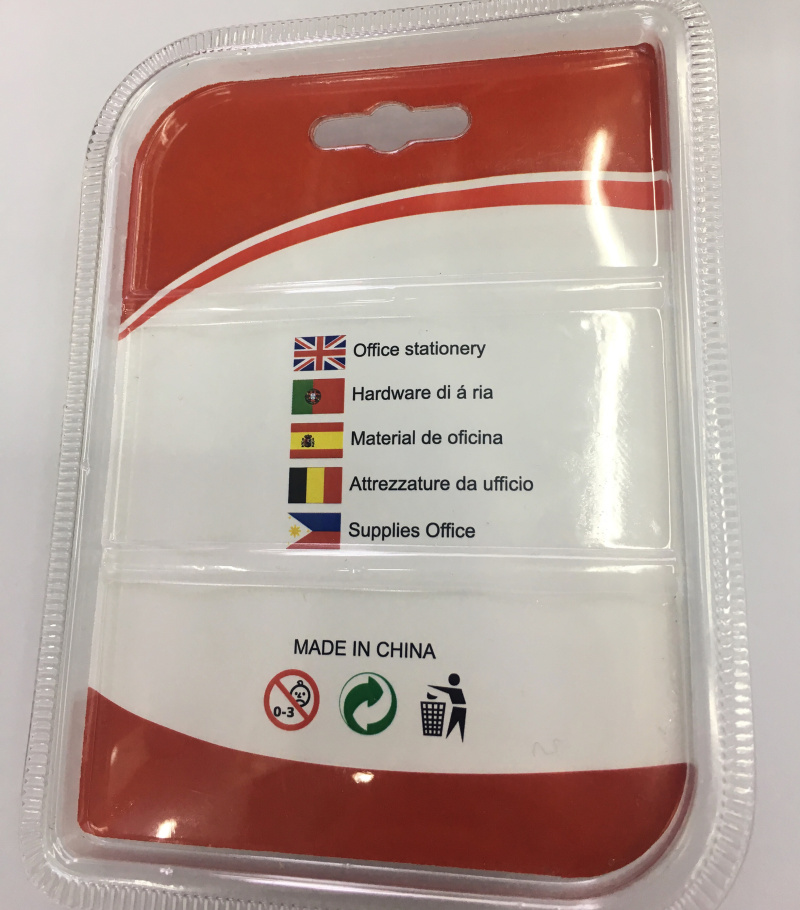 Office stationery
Hardware di á ria
Material de oficina
Attrezzature da ufficio
Supplies Office
MADE IN CHINA
0-3